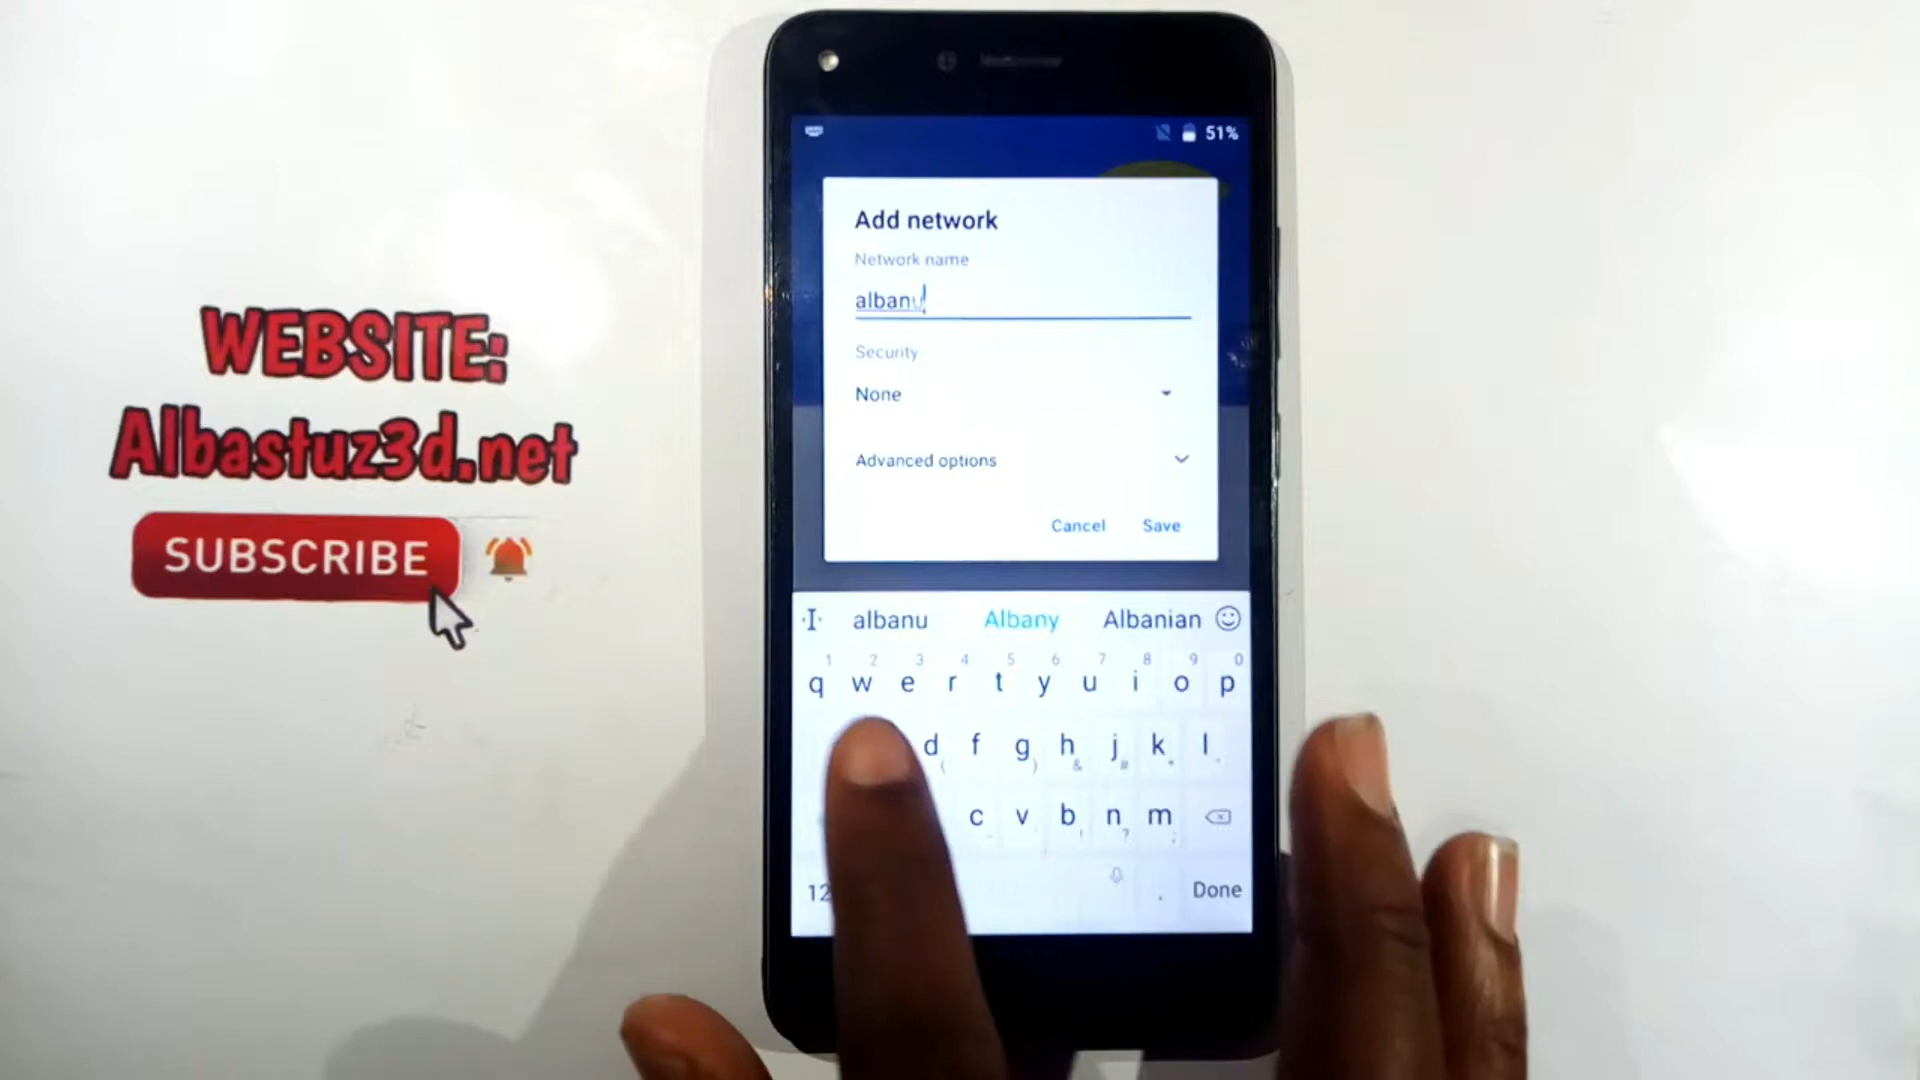 WEBSITE:
Albastuz3d.net
SUBSCRIBE
51%
Add network
Network name
albanu
Security
None
Advanced options
Cancel Save
albanu Albany Albanian
1 2 3 4 5 6 7 8 9 0
q w e r t y u i o p
d f g h j k l
( ) & #
c v b n m
! ? ;
12 . Done